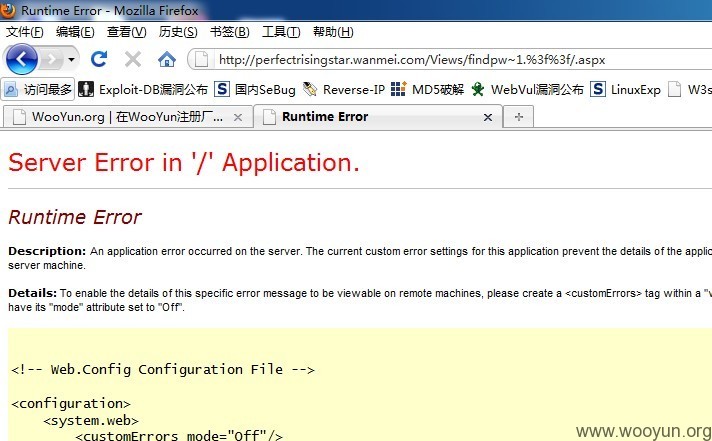 Runtime Error - Mozilla Firefox
文件(F) 编辑(E) 查看(V) 历史(S) 书签(B) 工具(T) 帮助(H)
http://perfectrisingstar.wanmei.com/Views/findpw~1.%3f%3f/.aspx
访问最多 Exploit-DB漏洞公布 国内SeBug Reverse-IP MD5破解 WebVul漏洞公布 LinuxExp W3s
WooYun.org | 在WooYun注册厂... Runtime Error
Server Error in '/' Application.
Runtime Error
Description: An application error occurred on the server. The current custom error settings for this application prevent the details of the applic
server machine.
Details: To enable the details of this specific error message to be viewable on remote machines, please create a <customErrors> tag within a "v
have its "mode" attribute set to "Off".
<!-- Web.Config Configuration File -->
<configuration>
<system.web>
<customErrors mode="Off"/>
www.wooyun.org